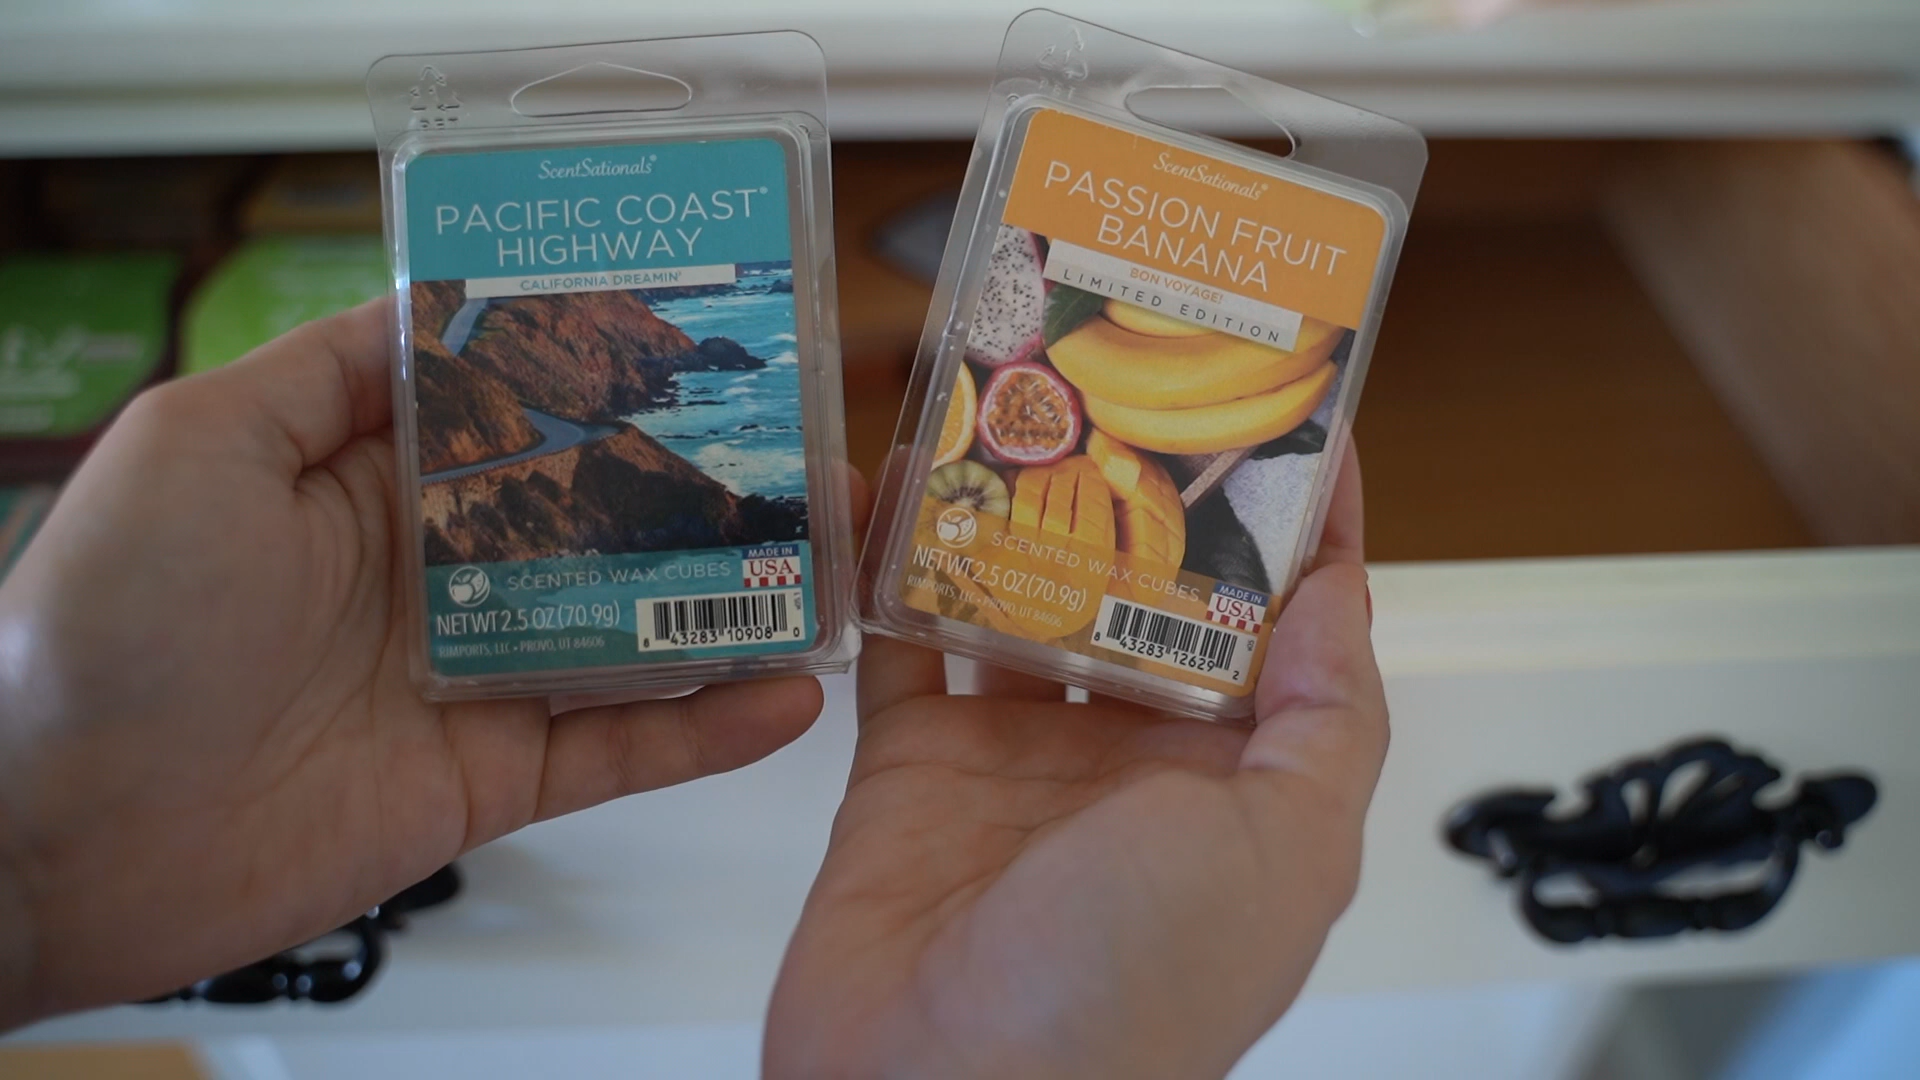 PET
ScentSationals®
PACIFIC COAST®
HIGHWAY
CALIFORNIA DREAMIN'
SCENTED WAX CUBES
MADE IN
USA
NET WT 2.5 OZ (70.9g)
RIMPORTS, LLC • PROVO, UT 84606
8 43283 10908 0
PET
ScentSationals®
PASSION FRUIT
BANANA
BON VOYAGE!
LIMITED EDITION
SCENTED WAX CUBES
MADE IN
USA
NET WT 2.5 OZ (70.9g)
RIMPORTS, LLC • PROVO, UT 84606
8 43283 12629 2